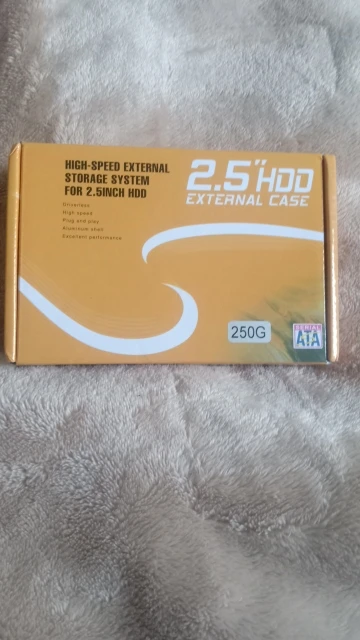 HIGH-SPEED EXTERNAL
STORAGE SYSTEM
FOR 2.5INCH HDD
Driverless
High speed
Plug and play
Aluminum shell
Excellent performance
2.5"HDD
EXTERNAL CASE
250G
SERIAL
ATA